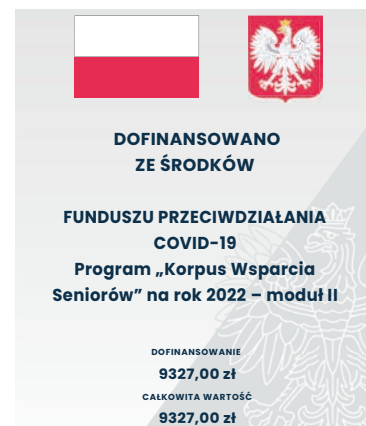 DOFINANSOWANO
ZE ŚRODKÓW
FUNDUSZU PRZECIWDZIAŁANIA
COVID-19
Program „Korpus Wsparcia
Seniorów” na rok 2022 – moduł II
DOFINANSOWANIE
9327,00 zł
CAŁKOWITA WARTOŚĆ
9327,00 zł